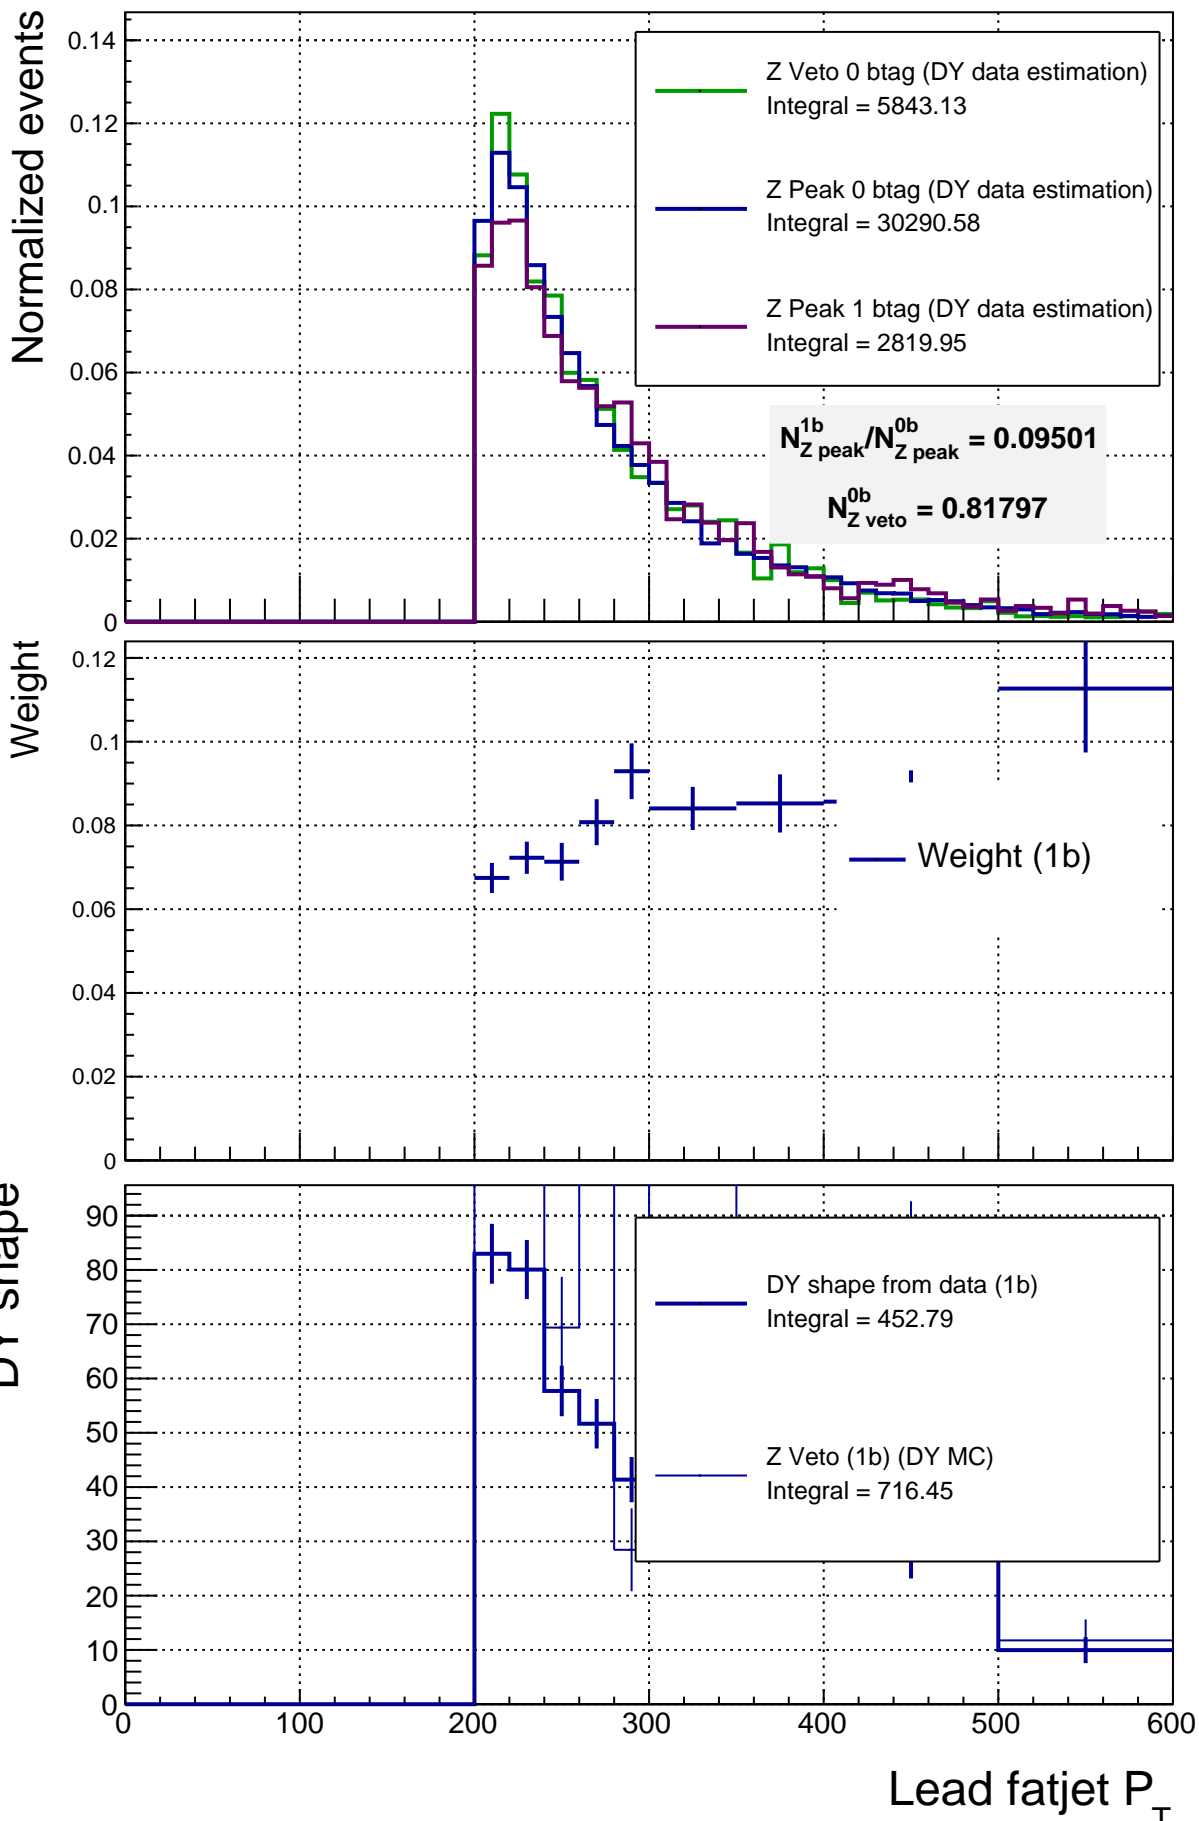 Normalized events
0.14
0.12
0.1
0.08
0.06
0.04
0.02
0
Z Veto 0 btag (DY data estimation)
Integral = 5843.13
Z Peak 0 btag (DY data estimation)
Integral = 30290.58
Z Peak 1 btag (DY data estimation)
Integral = 2819.95
N^{1b}_{Z peak}/N^{0b}_{Z peak} = 0.09501
N^{0b}_{Z veto} = 0.81797
Weight
0.12
0.1
0.08
0.06
0.04
0.02
0
Weight (1b)
DY shape
90
80
70
60
50
40
30
20
10
0
DY shape from data (1b)
Integral = 452.79
Z Veto (1b) (DY MC)
Integral = 716.45
0 100 200 300 400 500 600
Lead fatjet P_T